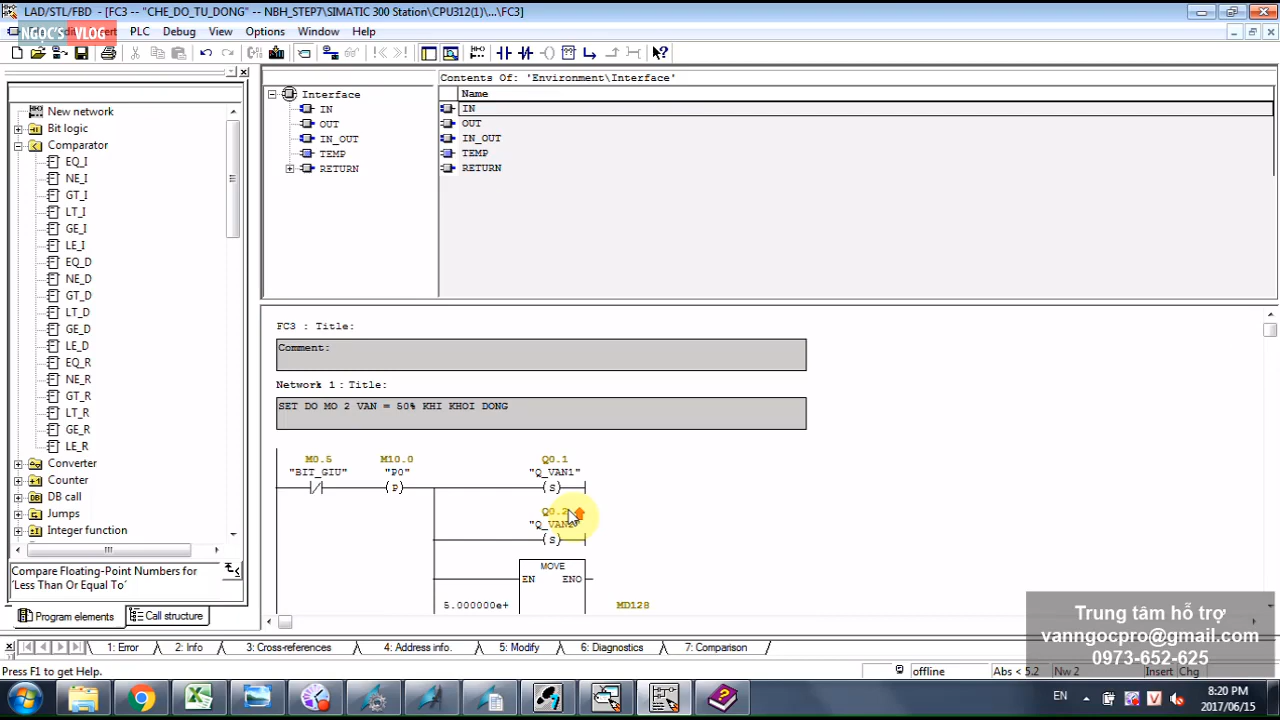 LAD/STL/FBD - [FC3 -- "CHE_DO_TU_DONG" -- NBH_STEP7\SIMATIC 300 Station\CPU312(1)\...\FC3]
NGỌC'S VLOG
PLC Debug View Options Window Help
Contents Of: 'Environment\Interface'
Name
Interface
IN
OUT
IN_OUT
TEMP
RETURN
IN
OUT
IN_OUT
TEMP
RETURN
New network
Bit logic
Comparator
EQ_I
NE_I
GT_I
LT_I
GE_I
LE_I
EQ_D
NE_D
GT_D
LT_D
GE_D
LE_D
EQ_R
NE_R
GT_R
LT_R
GE_R
LE_R
Converter
Counter
DB call
Jumps
Integer function
Compare Floating-Point Numbers for
'Less Than Or Equal To'
Program elements
Call structure
FC3 : Title:
Comment:
Network 1 : Title:
SET DO MO 2 VAN = 50% KHI KHOI DONG
M0.5 M10.0 Q0.1
"BIT_GIU" "P0" "Q_VAN1"
P S
Q0.2
S
MOVE
EN ENO
5.000000e+ MD128
1: Error 2: Info 3: Cross-references 4: Address info. 5: Modify 6: Diagnostics 7: Comparison
Press F1 to get Help.
offline Abs < 5.2 Nw 2 Insert Chg
Trung tâm hỗ trợ
vanngocpro@gmail.com
0973-652-625
EN
8:20 PM
2017/06/15